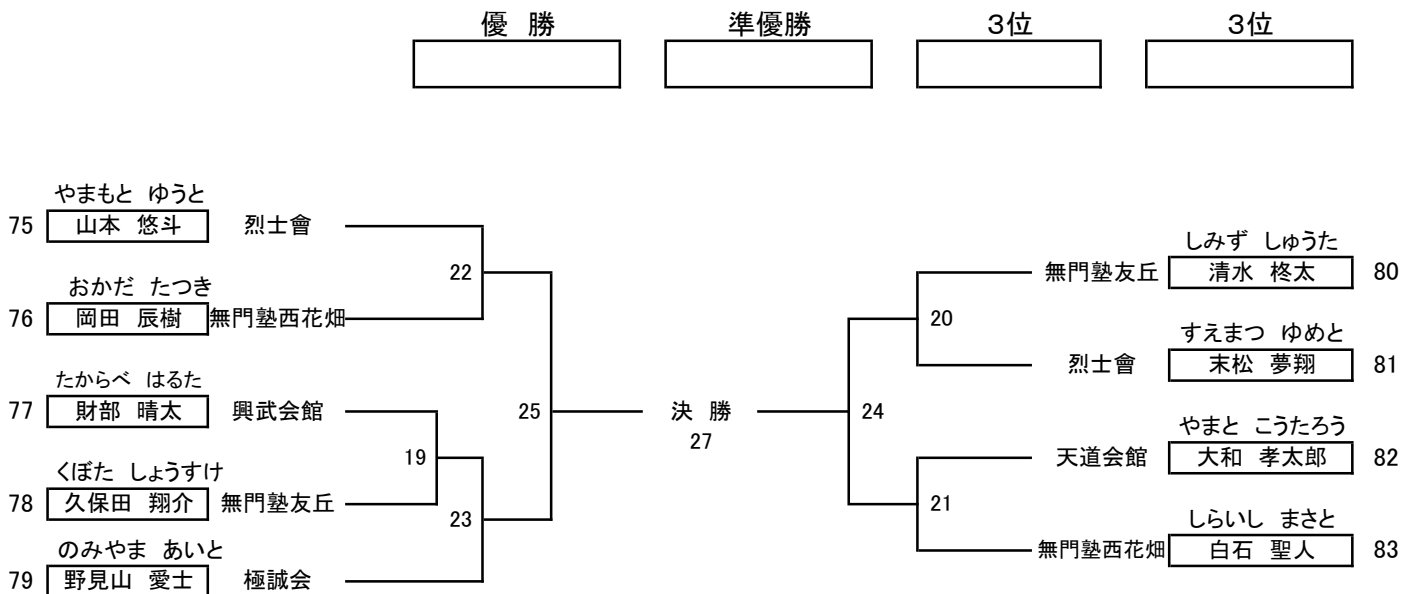 優 勝 準優勝 3位 3位
やまもと ゆうと
75 山本 悠斗 烈士會
22
おかだ たつき
76 岡田 辰樹 無門塾西花畑
たからべ はるた
77 財部 晴太 興武会館
19
くぼた しょうすけ
78 久保田 翔介 無門塾友丘
23
のみやま あいと
79 野見山 愛士 極誠会
25
決 勝
27
24
しみず しゅうた
無門塾友丘 清水 柊太 80
20
すえまつ ゆめと
烈士會 末松 夢翔 81
やまと こうたろう
天道会館 大和 孝太郎 82
21
しらいし まさと
無門塾西花畑 白石 聖人 83